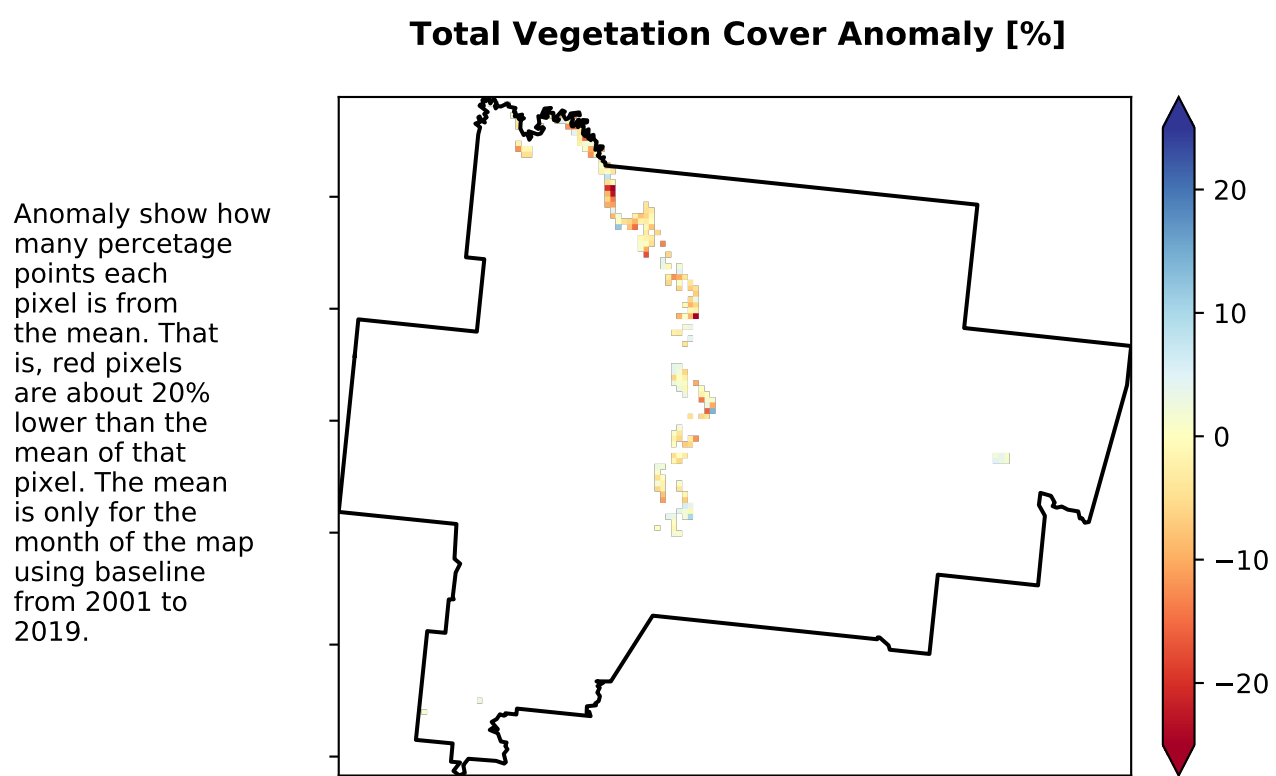 Total Vegetation Cover Anomaly [%]
Anomaly show how
many percetage
points each
pixel is from
the mean. That
is, red pixels
are about 20%
lower than the
mean of that
pixel. The mean
is only for the
month of the map
using baseline
from 2001 to
2019.
20
10
0
−10
−20